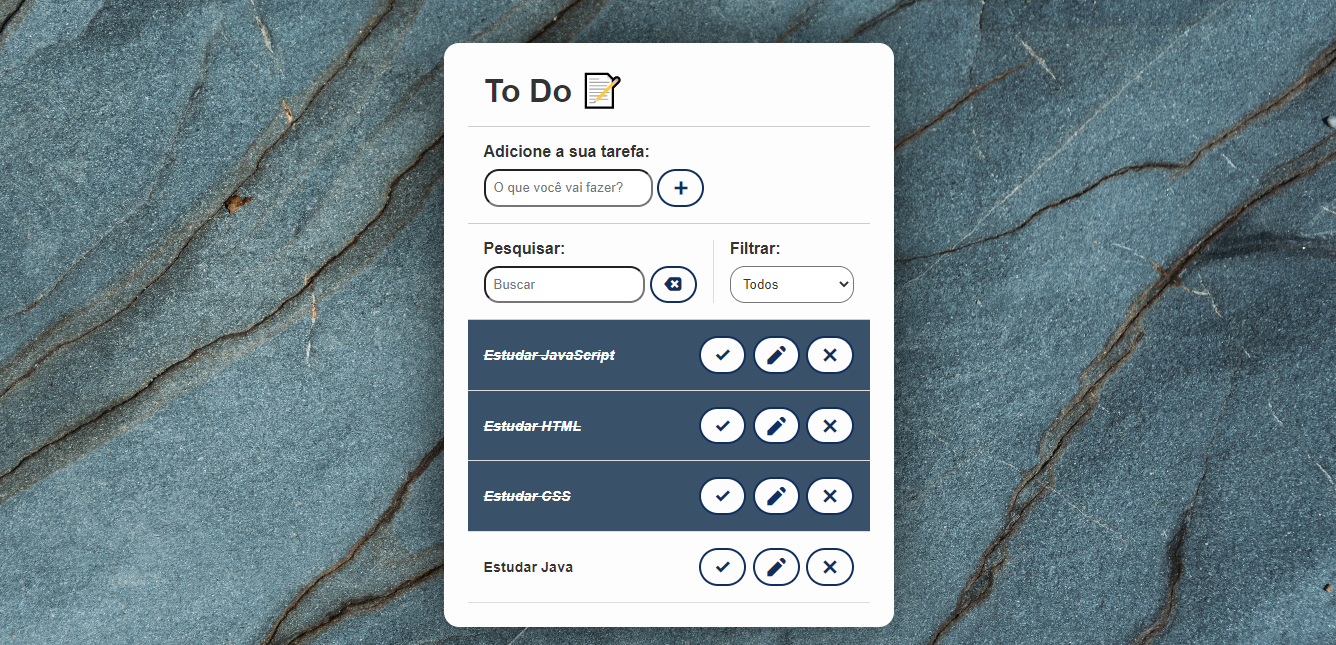 To Do 📝
Adicione a sua tarefa:
O que você vai fazer?
Pesquisar:
Filtrar:
Buscar
Todos
Estudar JavaScript
Estudar HTML
Estudar CSS
Estudar Java